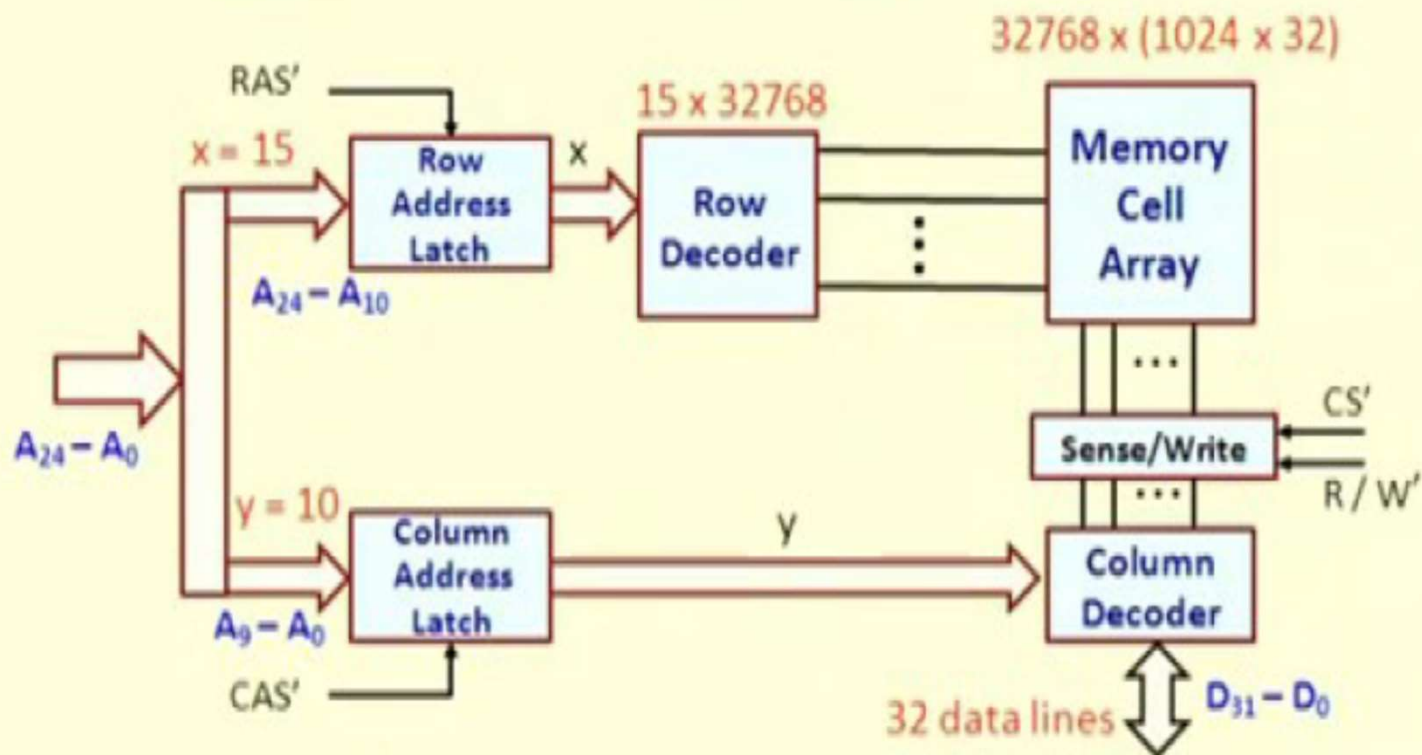 32768 x (1024 x 32)
RAS'
15 x 32768
x = 15
Row
Address
Latch
x
Row
Decoder
Memory
Cell
Array
A₂₄ – A₁₀
...
...
A₂₄ – A₀
CS'
Sense/Write
R / W'
...
y = 10
Column
Address
Latch
y
Column
Decoder
A₉ – A₀
CAS'
32 data lines
D₃₁ – D₀